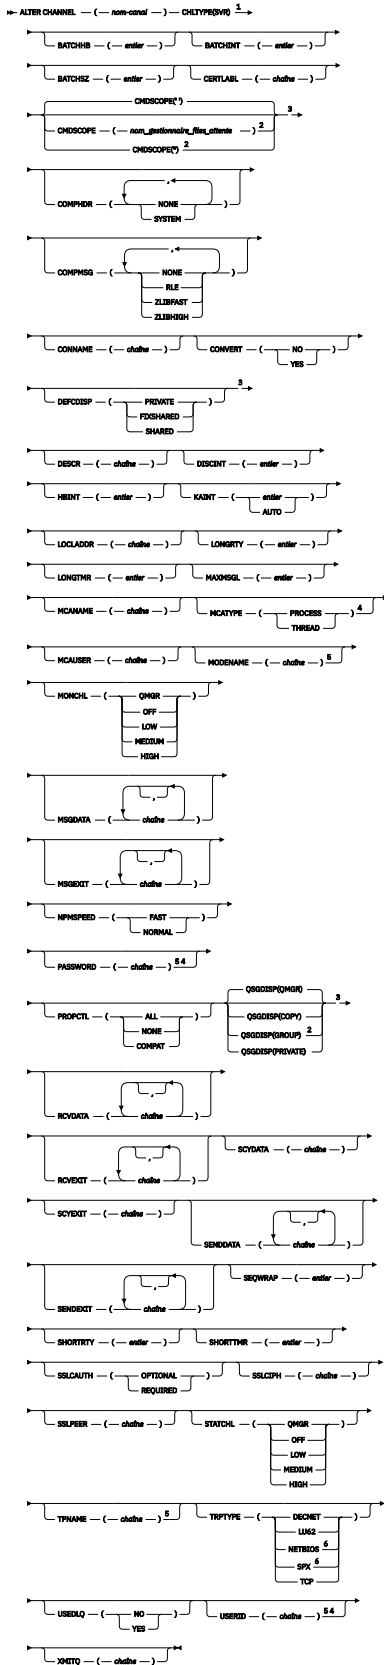 ALTER CHANNEL ( nom-canal ) CHLTYPE(SVR) 1
BATCHHB ( entier ) BATCHINT ( entier )
BATCHSZ ( entier ) CERTLABL ( chaîne )
CMDSCOPE(' ')
3
CMDSCOPE ( nom_gestionnaire_files_attente ) 2
CMDSCOPE(*) 2
,
COMPHDR ( NONE )
SYSTEM
,
COMPMSG ( NONE )
RLE
ZLIBFAST
ZLIBHIGH
CONNAME ( chaîne ) CONVERT ( NO )
YES
3
DEFCDISP ( PRIVATE )
FIXSHARED
SHARED
DESCR ( chaîne ) DISCINT ( entier )
HBINT ( entier ) KAINT ( entier )
AUTO
LOCLADDR ( chaîne ) LONGRTY ( entier )
LONGTMR ( entier ) MAXMSGL ( entier )
MCANAME ( chaîne ) MCATYPE ( PROCESS ) 4
THREAD
MCAUSER ( chaîne ) MODENAME ( chaîne ) 5
MONCHL ( QMGR )
OFF
LOW
MEDIUM
HIGH
,
MSGDATA ( chaîne )
,
MSGEXIT ( chaîne )
NPMSPEED ( FAST )
NORMAL
PASSWORD ( chaîne ) 5 4
QSGDISP(QMGR)
3
PROPCTL ( ALL ) QSGDISP(COPY)
NONE QSGDISP(GROUP) 2
COMPAT QSGDISP(PRIVATE)
,
RCVDATA ( chaîne )
,
RCVEXIT ( chaîne ) SCYDATA ( chaîne )
SCYEXIT ( chaîne ) ,
SENDDATA ( chaîne )
,
SENDEXIT ( chaîne ) SEQWRAP ( entier )
SHORTRTY ( entier ) SHORTTMR ( entier )
SSLCAUTH ( OPTIONAL ) SSLCIPH ( chaîne )
REQUIRED
SSLPEER ( chaîne ) STATCHL ( QMGR )
OFF
LOW
MEDIUM
HIGH
TPNAME ( chaîne ) 5 TRPTYPE ( DECNET )
LU62
NETBIOS 6
SPX 6
TCP
USEDLQ ( NO ) USERID ( chaîne ) 5 4
YES
XMITQ ( chaîne )